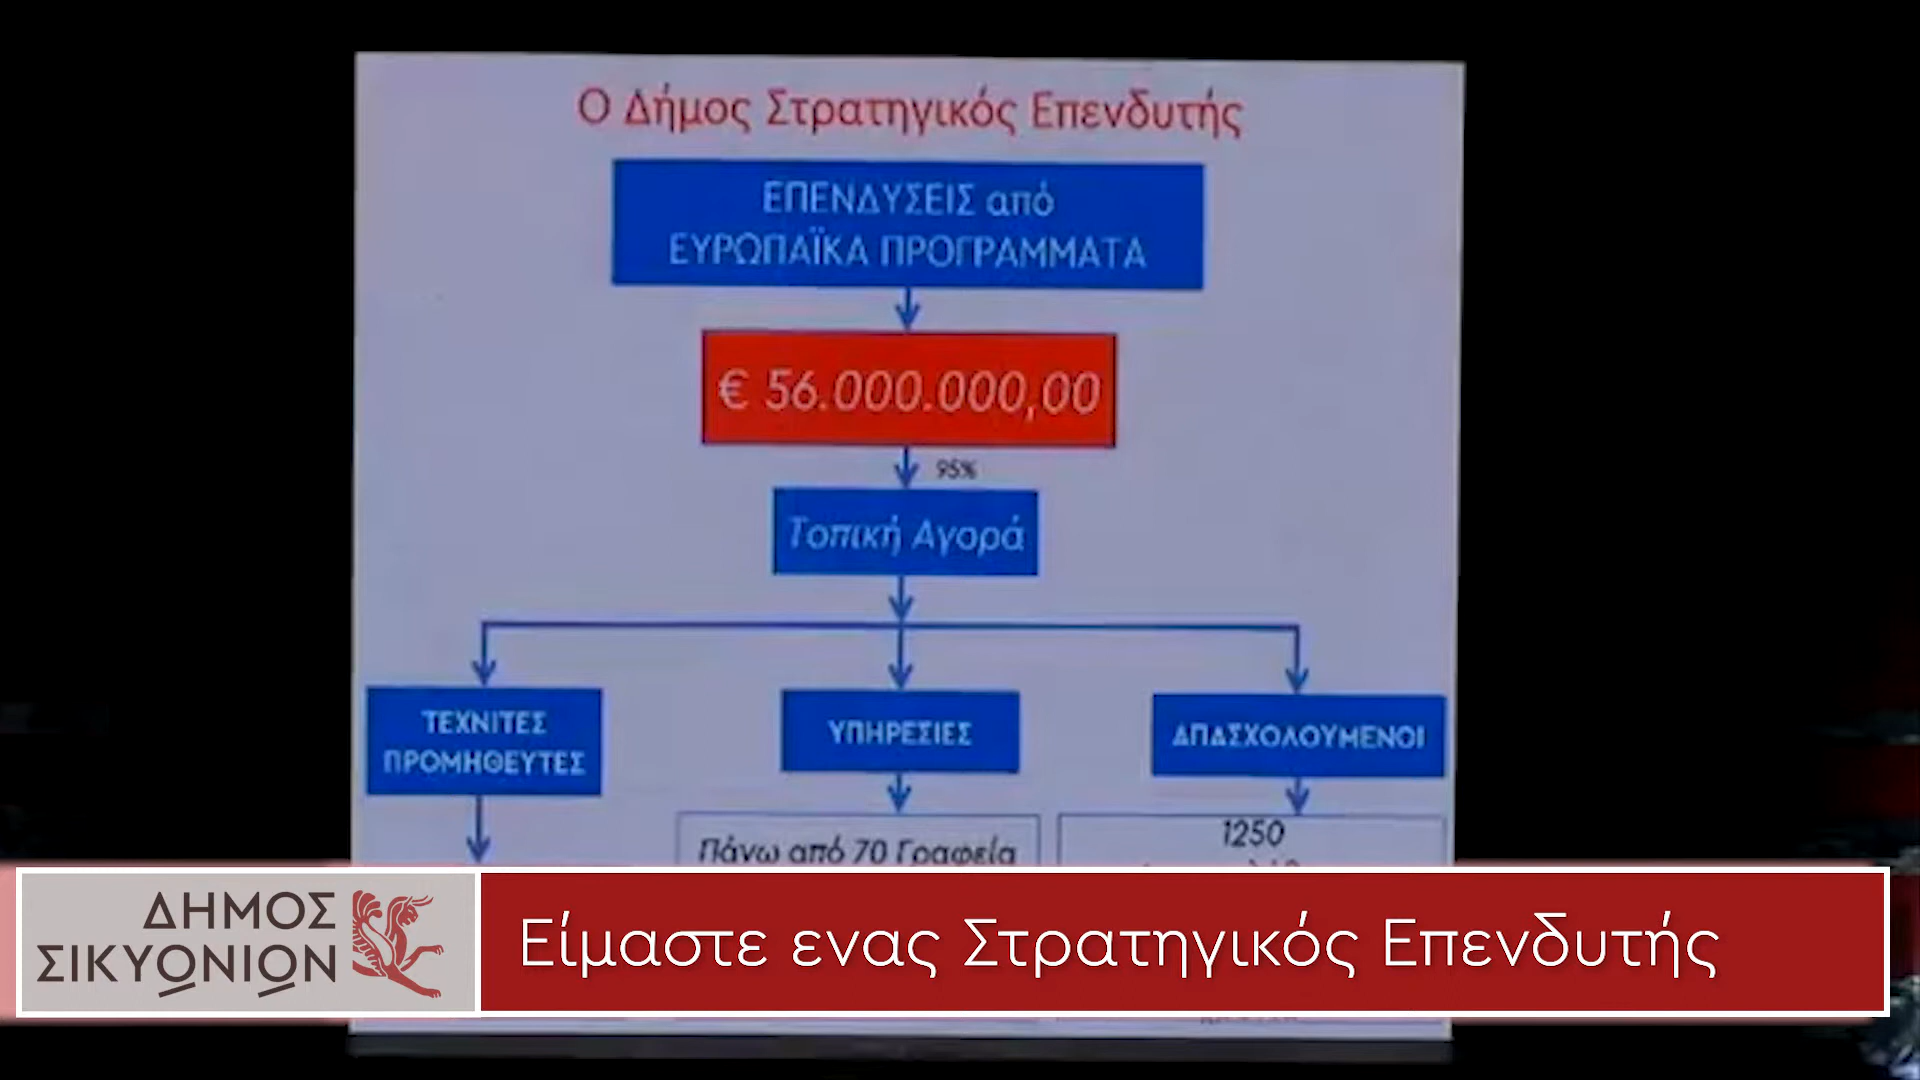 Ο Δήμος Στρατηγικός Επενδυτής
ΕΠΕΝΔΥΣΕΙΣ από
ΕΥΡΩΠΑΪΚΑ ΠΡΟΓΡΑΜΜΑΤΑ
€ 56.000.000,00
95%
Τοπική Αγορά
ΤΕΧΝΙΤΕΣ
ΠΡΟΜΗΘΕΥΤΕΣ
ΥΠΗΡΕΣΙΕΣ
ΑΠΑΣΧΟΛΟΥΜΕΝΟΙ
Πάνω από 70 Γραφεία
1250
ΔΗΜΟΣ
ΣΙΚΥΩΝΙΩΝ
Είμαστε ενας Στρατηγικός Επενδυτής